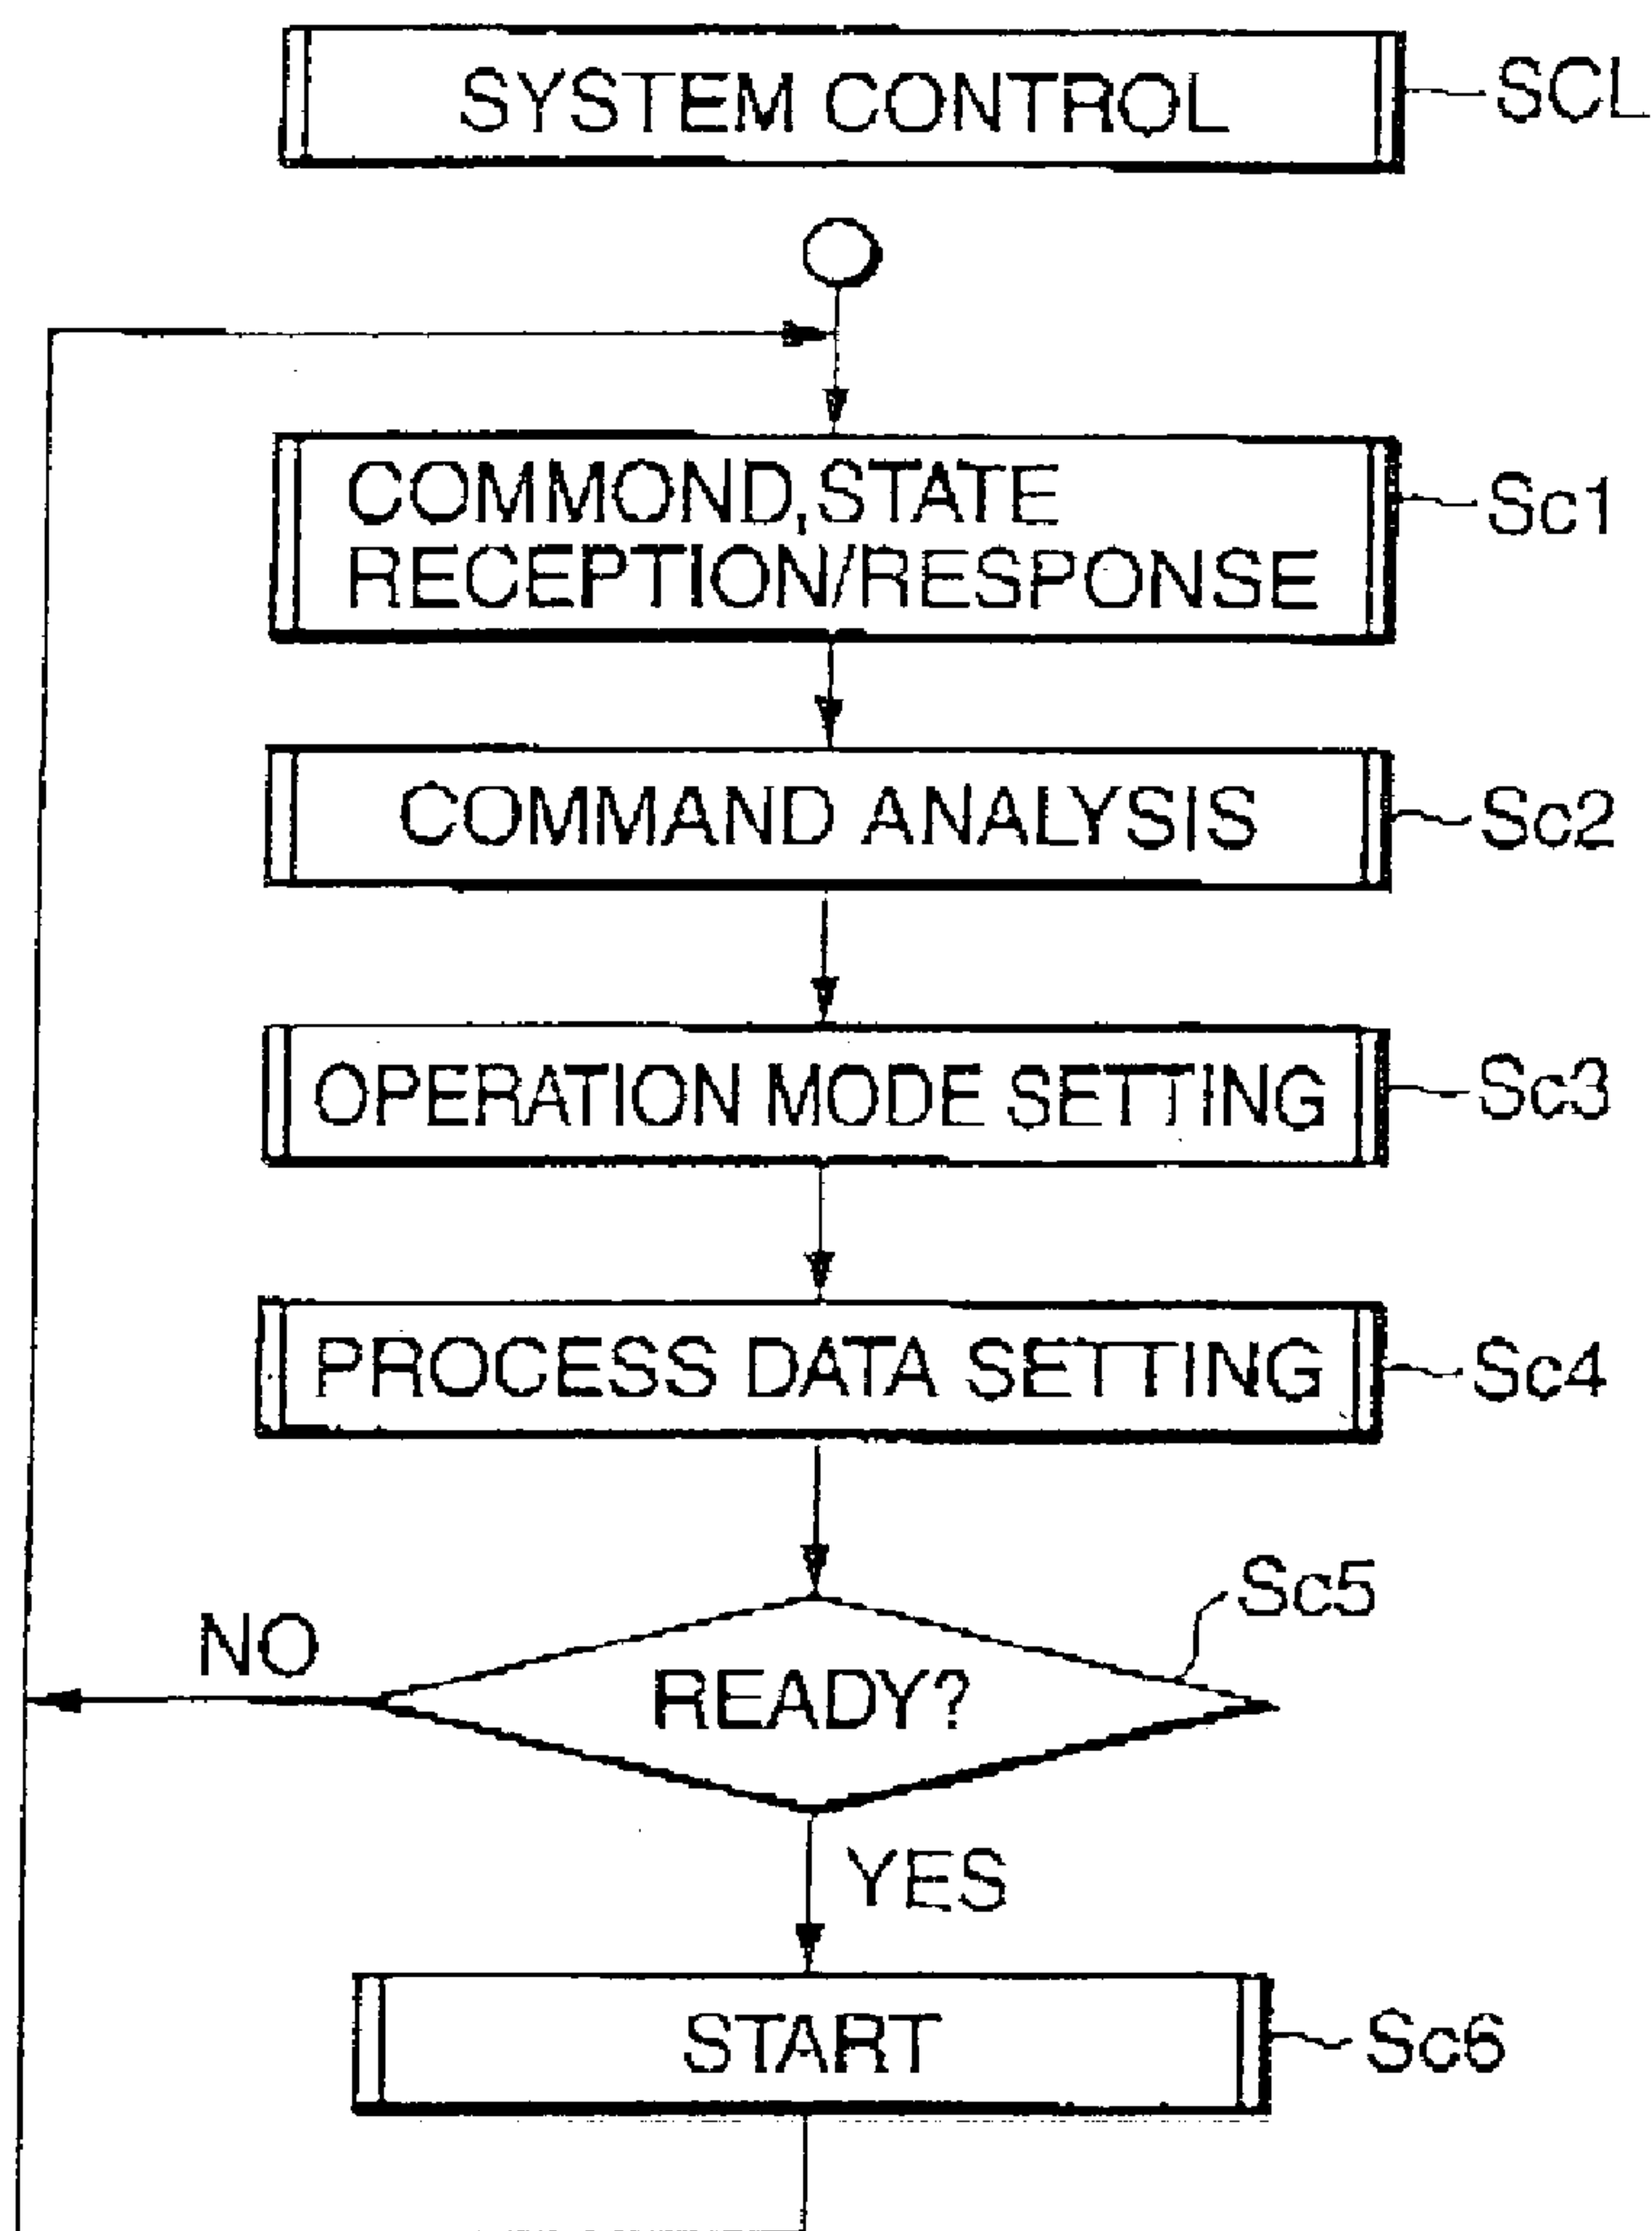 SYSTEM CONTROL
SCL
COMMOND,STATE
RECEPTION/RESPONSE
Sc1
COMMAND ANALYSIS
Sc2
OPERATION MODE SETTING
Sc3
PROCESS DATA SETTING
Sc4
Sc5
NO
READY?
YES
START
Sc6